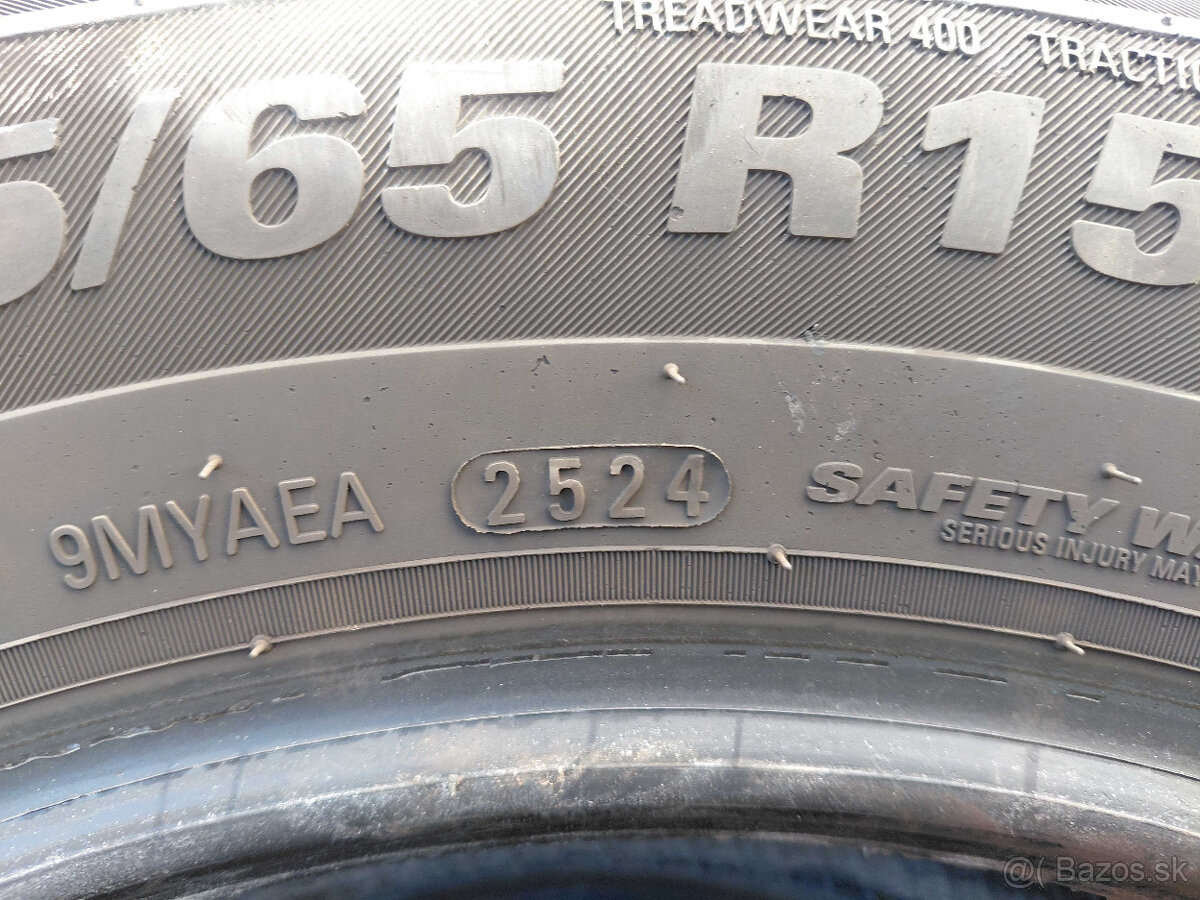 TREADWEAR 400 TRACTIO
5/65 R15
9MYAEA 2524 SAFETY W
SERIOUS INJURY MAY
@( Bazos.sk